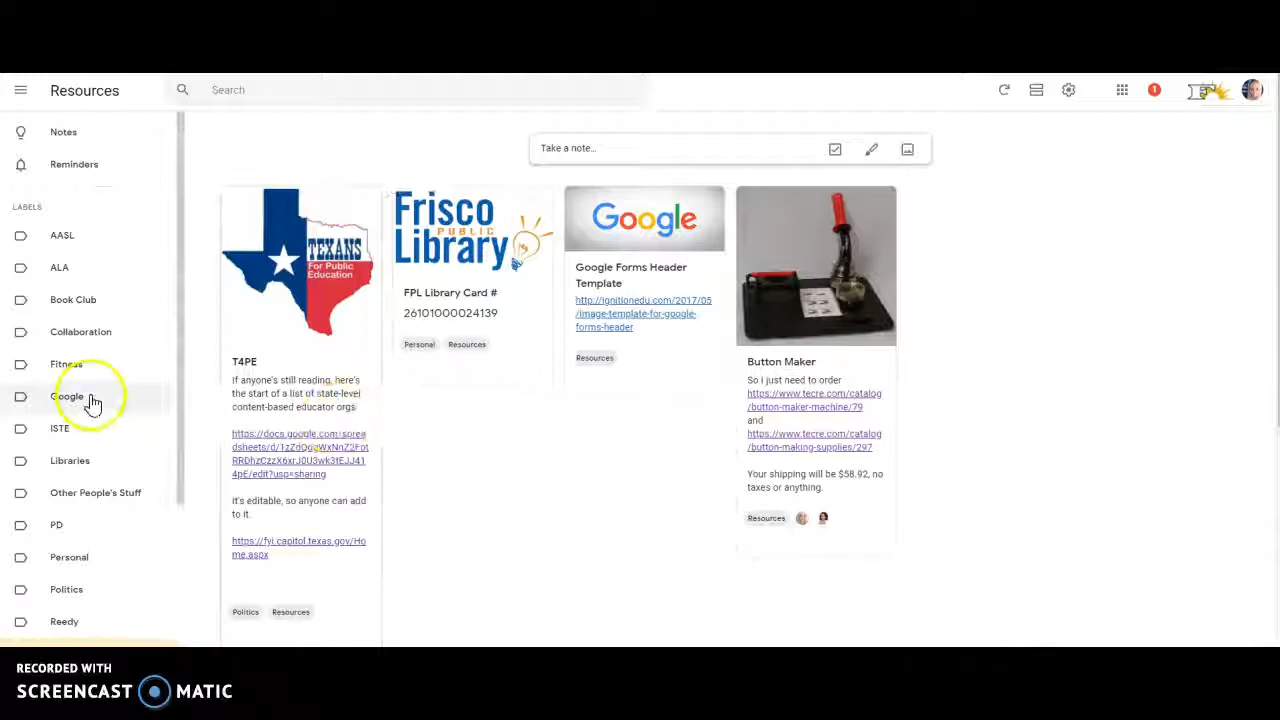 Resources
Search
1
Notes
Reminders
LABELS
AASL
ALA
Book Club
Collaboration
Fitness
Google
ISTE
Libraries
Other People's Stuff
PD
Personal
Politics
Reedy
Take a note...
TEXANS
For Public
Education
T4PE
If anyone's still reading, here's
the start of a list of state-level
content-based educator orgs
https://docs.google.com/sprea
it's editable, so anyone can add
to it.
https://fyi.capitol.texas.gov/Ho
me.aspx
Politics
Resources
Frisco
PUBLIC
Library
FPL Library Card #
26101000024139
Personal
Resources
Google
Google Forms Header
Template
http://ignitionedu.com/2017/05
/image-template-for-google-
forms-header
Resources
Button Maker
So I just need to order
https://www.tecre.com/catalog
/button-maker-machine/79
and
https://www.tecre.com/catalog
/button-making-supplies/297
Your shipping will be $58.92, no
taxes or anything.
Resources
RECORDED WITH
SCREENCAST MATIC